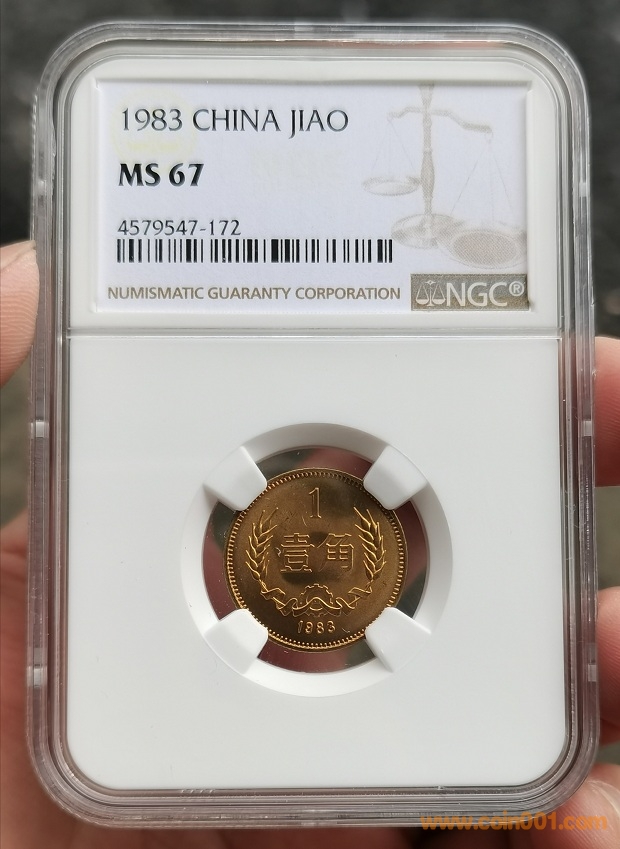 1983 CHINA JIAO
MS 67
4579547-172
NUMISMATIC GUARANTY CORPORATION
NGC®
1
壹角
1983
www.coin001.com